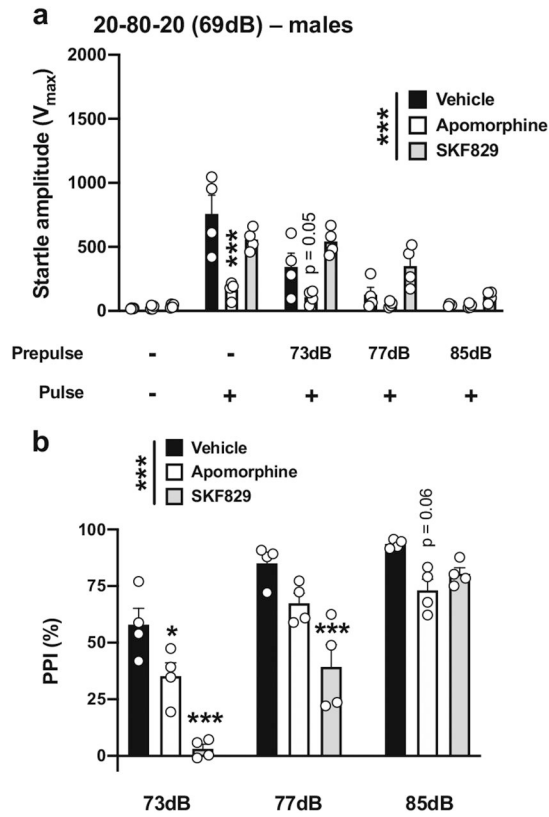 a
20-80-20 (69dB) – males
Startle amplitude (Vmax)
2000
1500
1000
500
0
Vehicle
Apomorphine
SKF829
***
***
p = 0.05
Prepulse - - 73dB 77dB 85dB
Pulse - + + + +
b
***
Vehicle
Apomorphine
SKF829
PPI (%)
100
75
50
25
0
*
***
***
p = 0.06
73dB 77dB 85dB